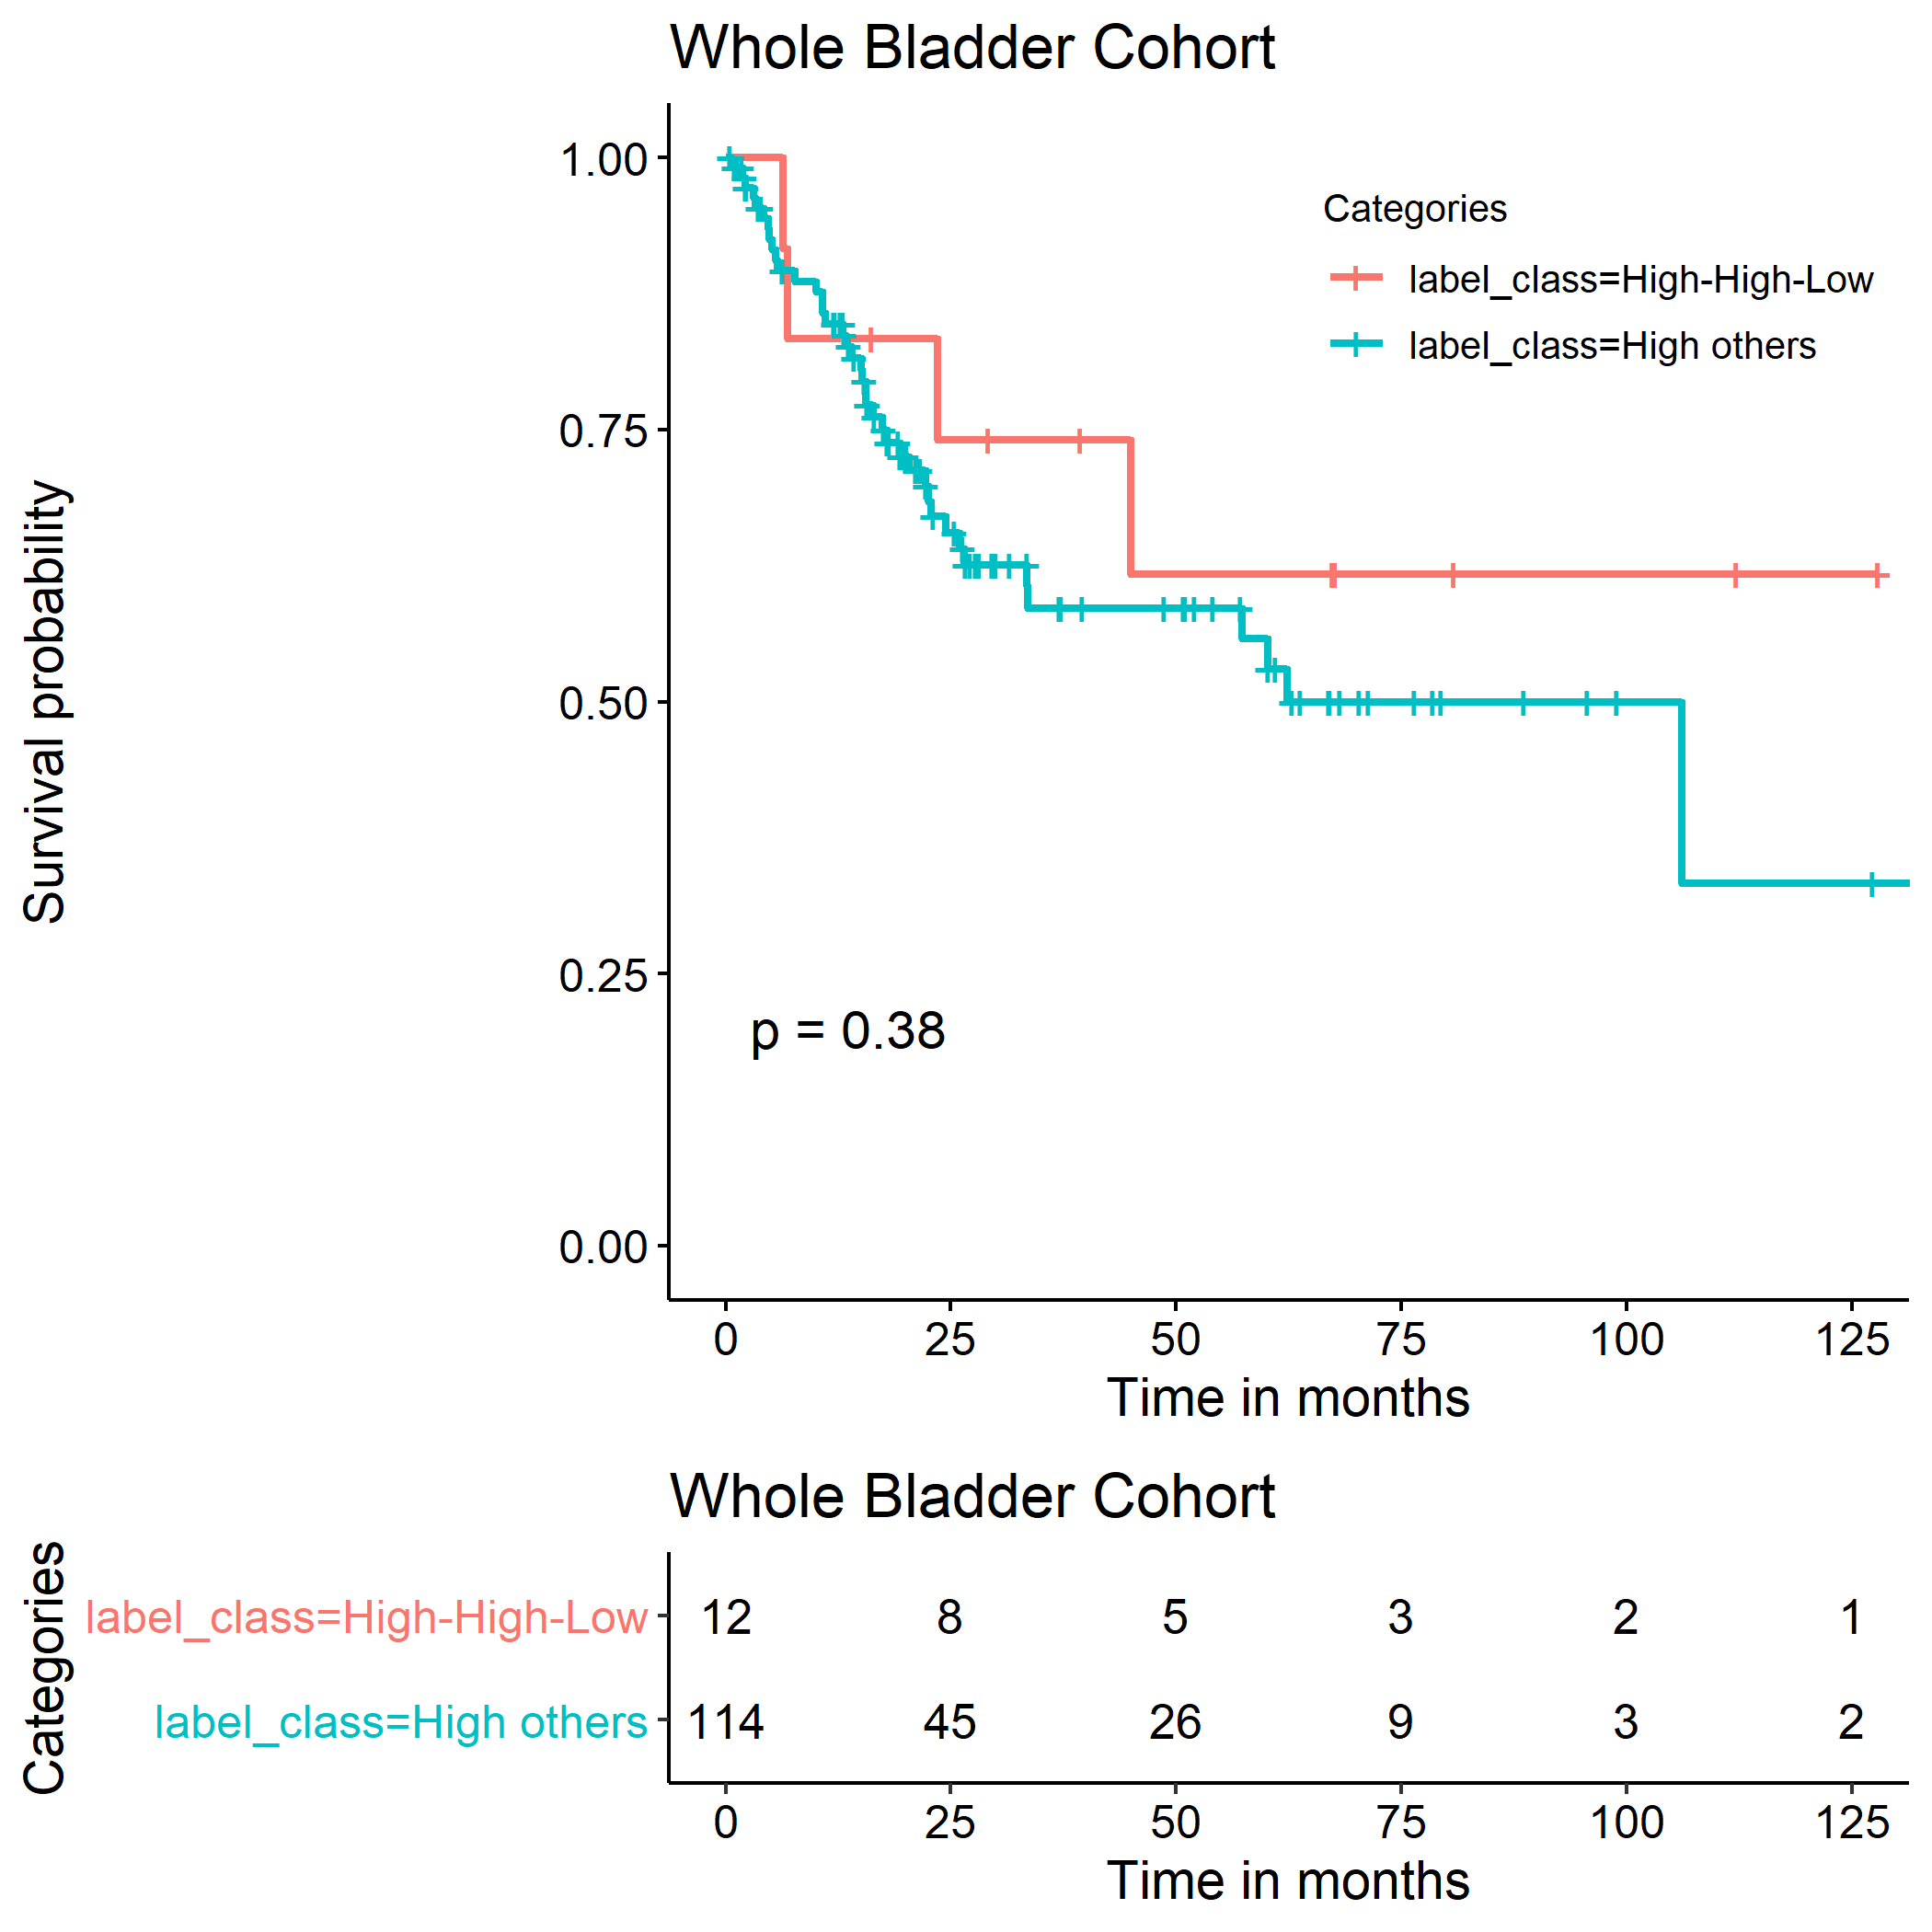 Whole Bladder Cohort
Survival probability
1.00
0.75
0.50
0.25
0.00
Categories
label_class=High-High-Low
label_class=High others
p = 0.38
0 25 50 75 100 125
Time in months
Whole Bladder Cohort
Categories
label_class=High-High-Low 12 8 5 3 2 1
label_class=High others 114 45 26 9 3 2
0 25 50 75 100 125
Time in months